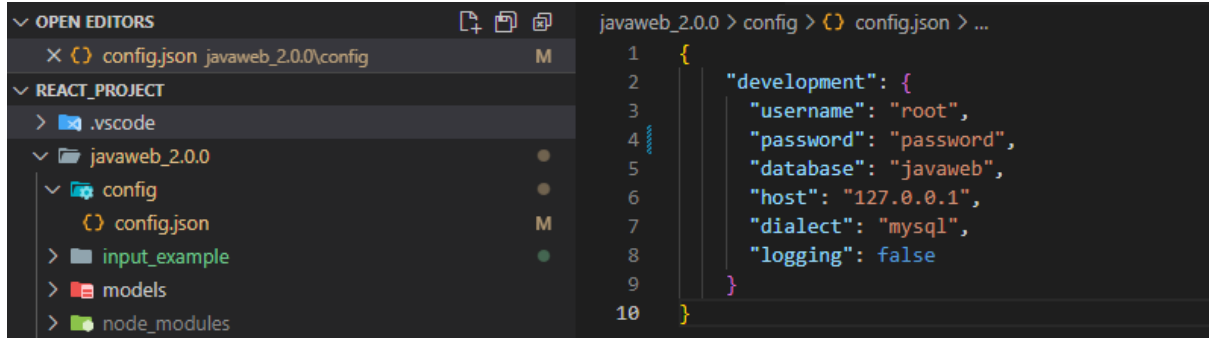 OPEN EDITORS
config.json javaweb_2.0.0\config M
REACT_PROJECT
.vscode
javaweb_2.0.0
config
config.json M
input_example
models
node_modules
javaweb_2.0.0 > config > {} config.json > ...
1 {
2 "development": {
3 "username": "root",
4 "password": "password",
5 "database": "javaweb",
6 "host": "127.0.0.1",
7 "dialect": "mysql",
8 "logging": false
9 }
10 }